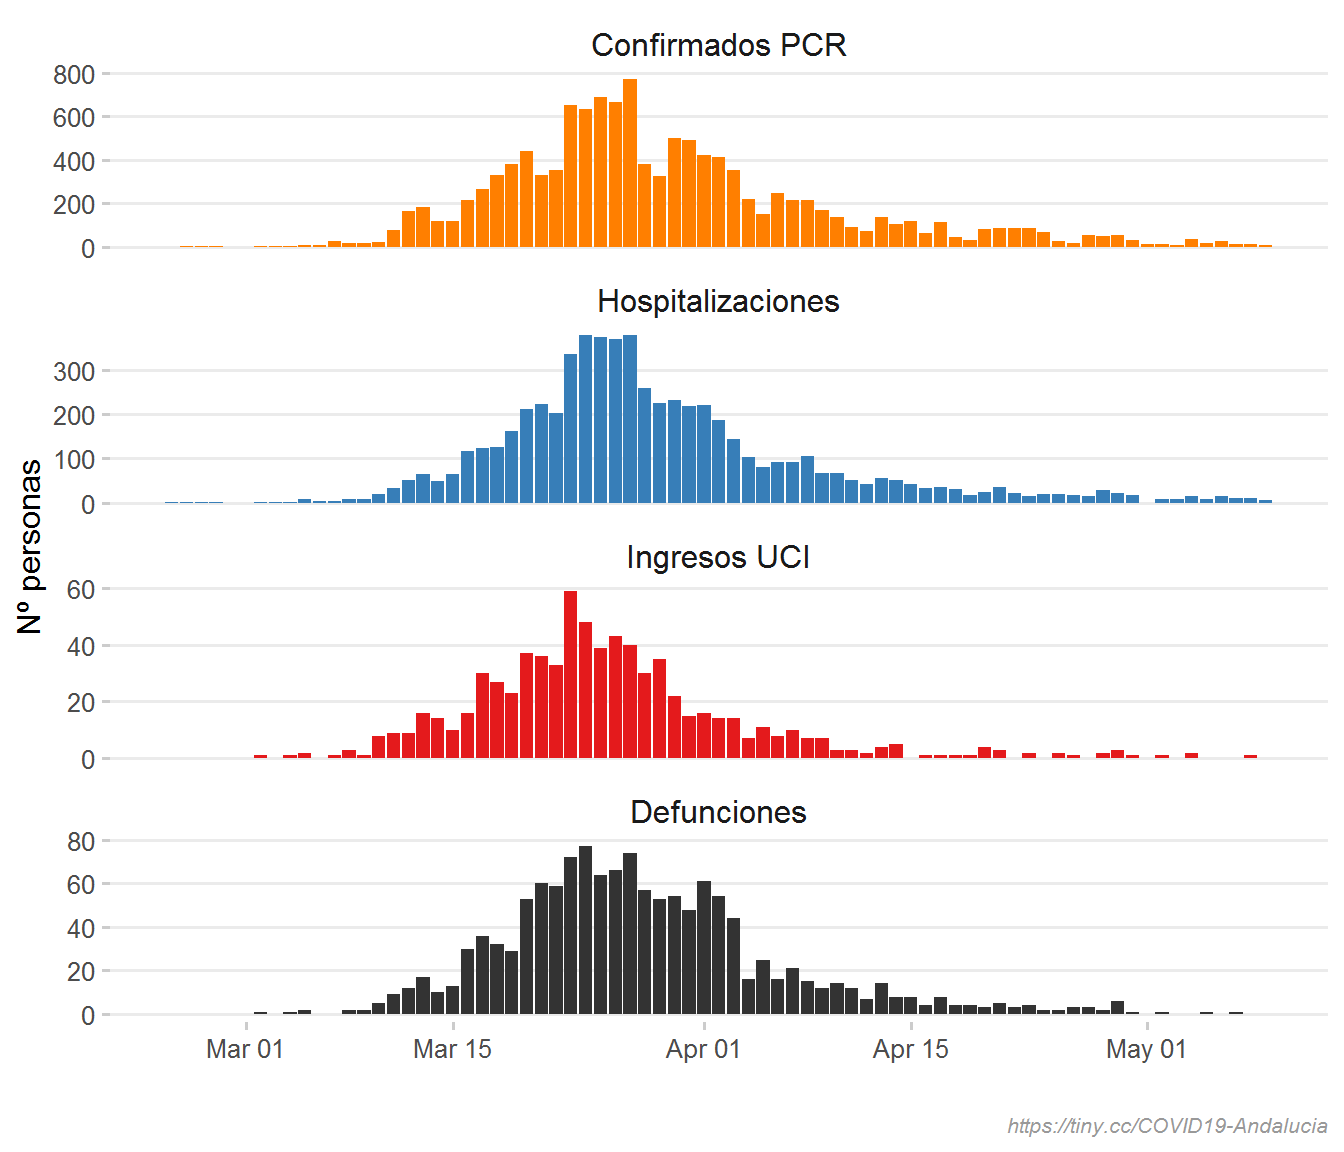 Confirmados PCR
800
600
400
200
0
Hospitalizaciones
300
200
100
0
Nº personas
Ingresos UCI
60
40
20
0
Defunciones
80
60
40
20
0
Mar 01 Mar 15 Apr 01 Apr 15 May 01
https://tiny.cc/COVID19-Andalucia